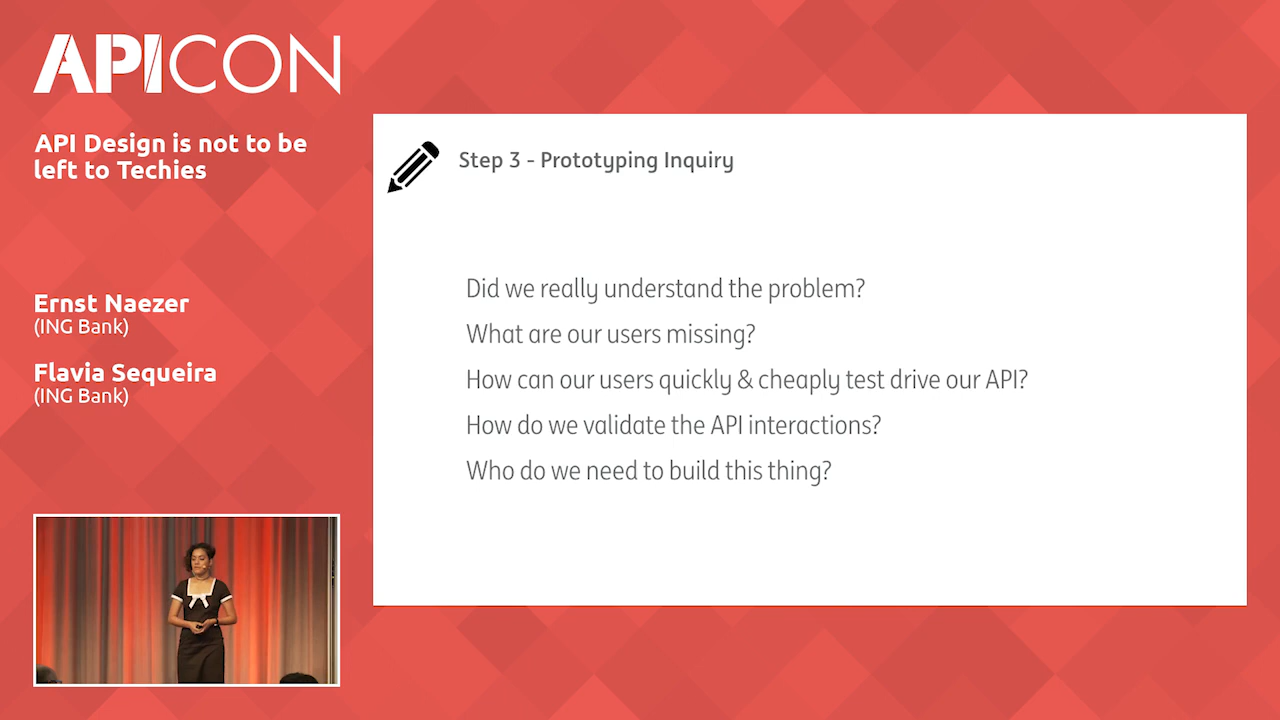 APICON
API Design is not to be
left to Techies
Ernst Naezer
(ING Bank)
Flavia Sequeira
(ING Bank)
Step 3 - Prototyping Inquiry
Did we really understand the problem?
What are our users missing?
How can our users quickly & cheaply test drive our API?
How do we validate the API interactions?
Who do we need to build this thing?